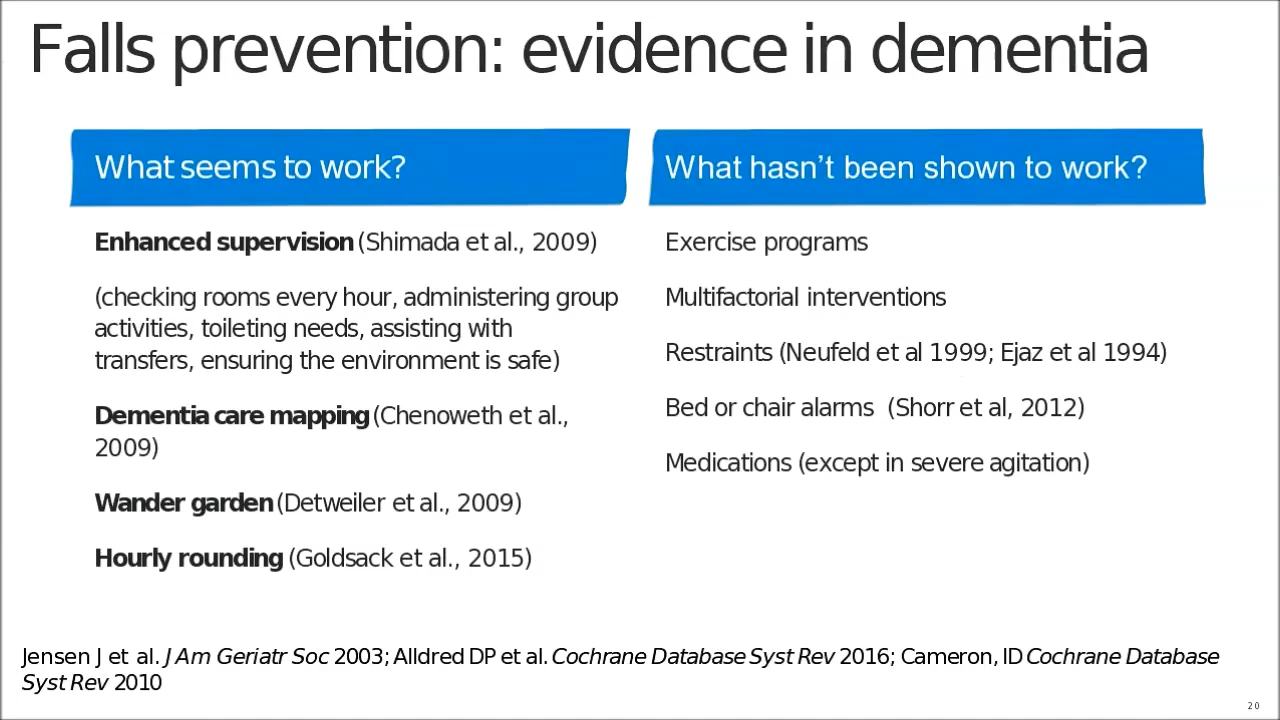 Falls prevention: evidence in dementia
What seems to work?
Enhanced supervision (Shimada et al., 2009)
(checking rooms every hour, administering group
activities, toileting needs, assisting with
transfers, ensuring the environment is safe)
Dementia care mapping (Chenoweth et al.,
2009)
Wander garden (Detweiler et al., 2009)
Hourly rounding (Goldsack et al., 2015)
What hasn’t been shown to work?
Exercise programs
Multifactorial interventions
Restraints (Neufeld et al 1999; Ejaz et al 1994)
Bed or chair alarms (Shorr et al, 2012)
Medications (except in severe agitation)
Jensen J et al. J Am Geriatr Soc 2003; Alldred DP et al. Cochrane Database Syst Rev 2016; Cameron, ID Cochrane Database
Syst Rev 2010
20